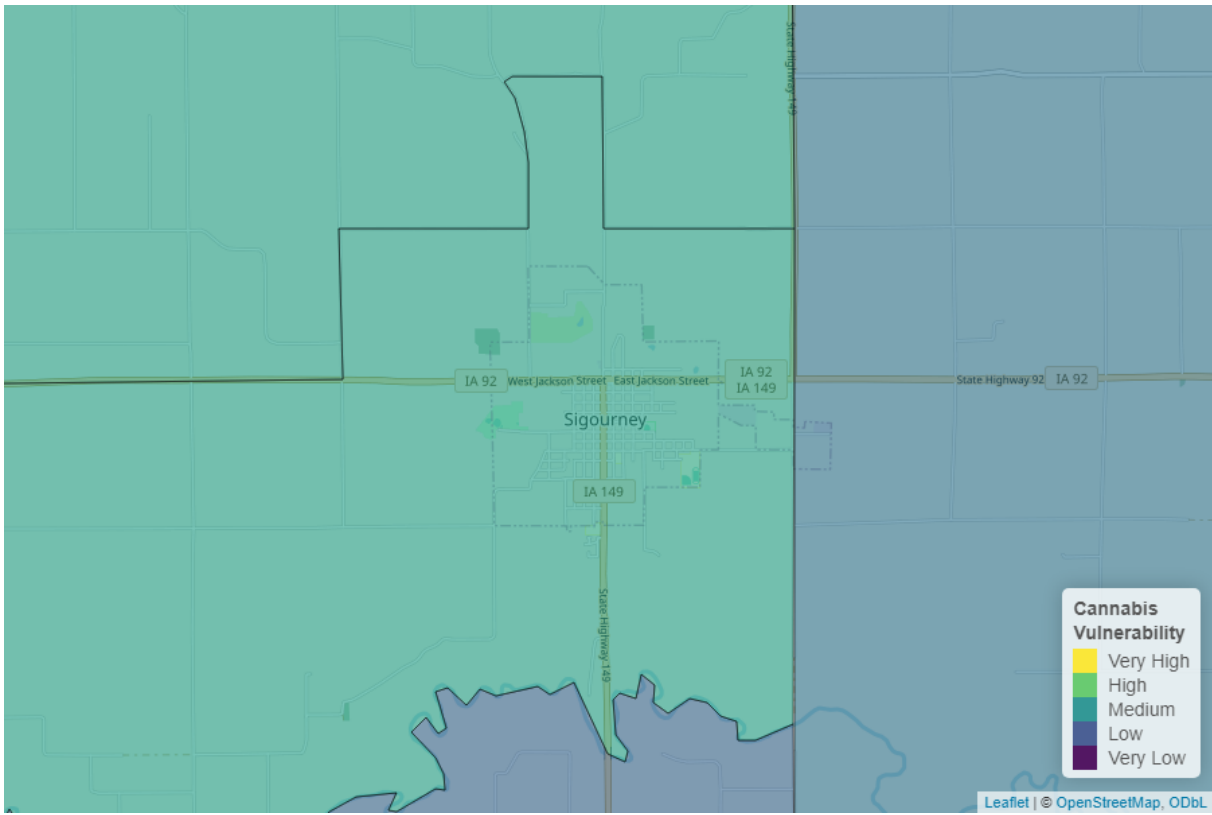 State Highway 149
IA 92
West Jackson Street
East Jackson Street
IA 92
IA 149
State Highway 92
IA 92
Sigourney
IA 149
State Highway 149
Cannabis
Vulnerability
Very High
High
Medium
Low
Very Low
Leaflet | © OpenStreetMap, ODbL